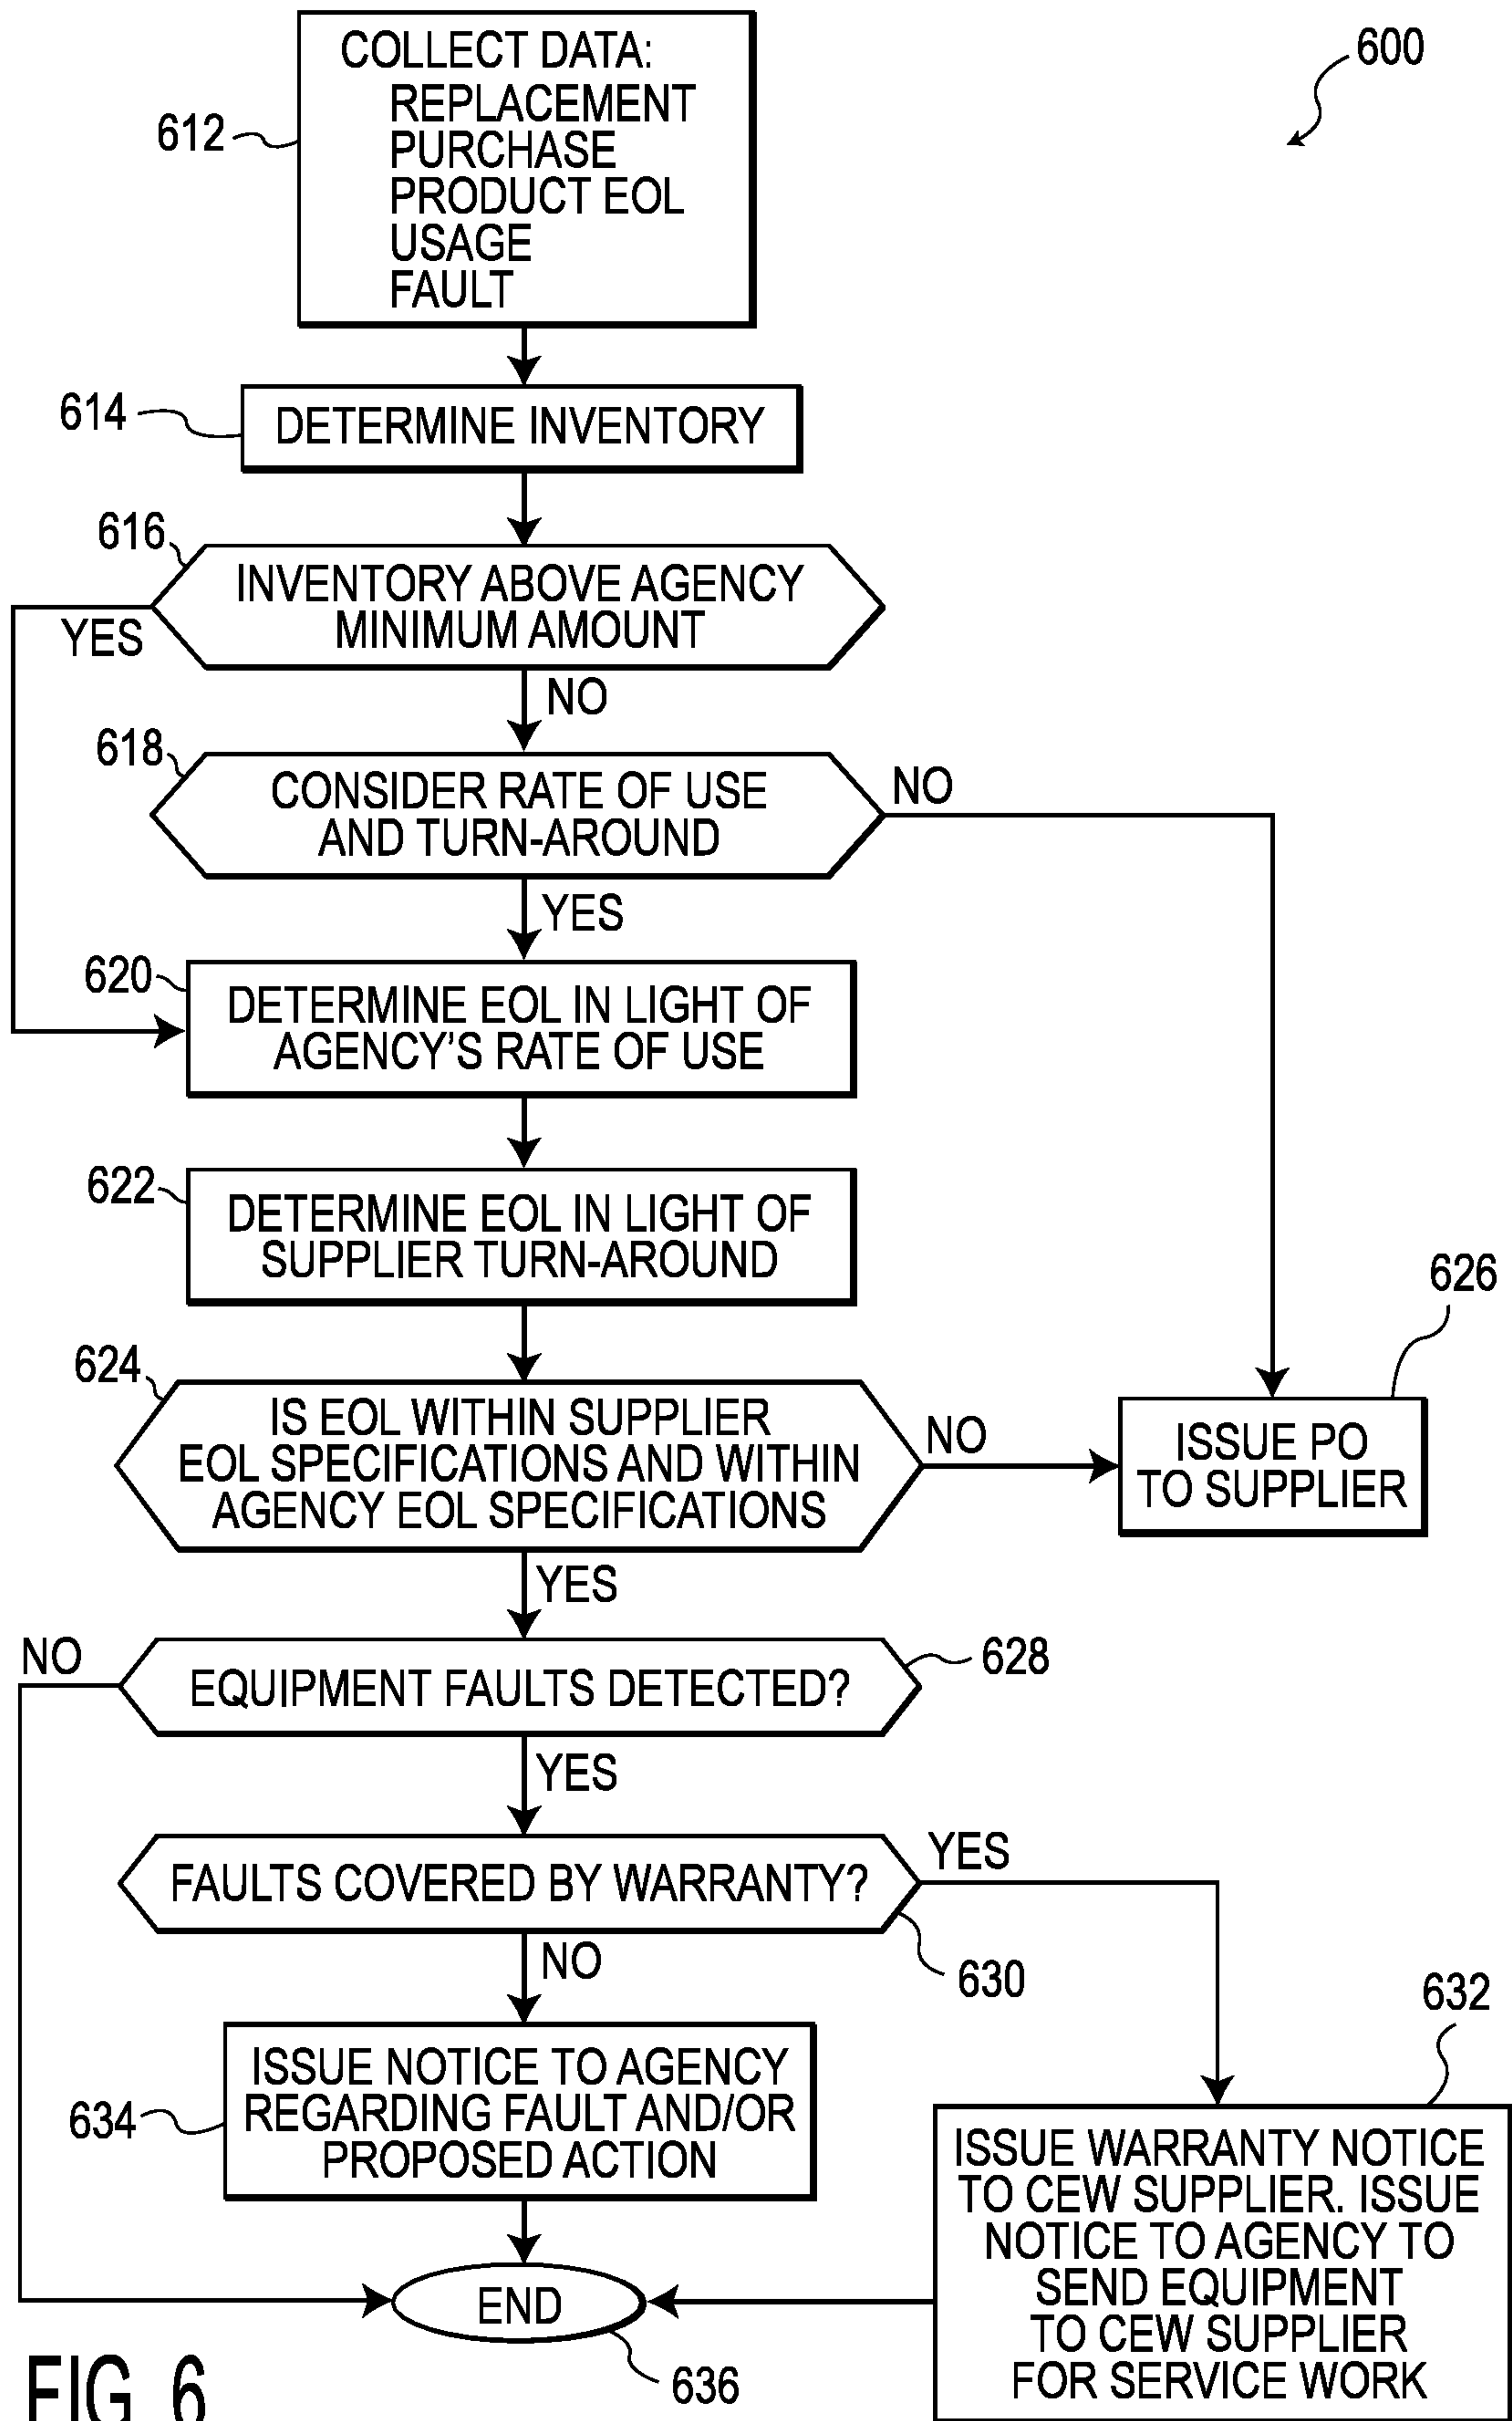 600
COLLECT DATA:
REPLACEMENT
PURCHASE
PRODUCT EOL
USAGE
FAULT
612
614
DETERMINE INVENTORY
616
INVENTORY ABOVE AGENCY
MINIMUM AMOUNT
YES
NO
618
CONSIDER RATE OF USE
AND TURN-AROUND
NO
YES
620
DETERMINE EOL IN LIGHT OF
AGENCY'S RATE OF USE
622
DETERMINE EOL IN LIGHT OF
SUPPLIER TURN-AROUND
624
IS EOL WITHIN SUPPLIER
EOL SPECIFICATIONS AND WITHIN
AGENCY EOL SPECIFICATIONS
NO
626
ISSUE PO
TO SUPPLIER
YES
NO
EQUIPMENT FAULTS DETECTED?
628
YES
FAULTS COVERED BY WARRANTY?
YES
630
NO
632
634
ISSUE NOTICE TO AGENCY
REGARDING FAULT AND/OR
PROPOSED ACTION
ISSUE WARRANTY NOTICE
TO CEW SUPPLIER. ISSUE
NOTICE TO AGENCY TO
SEND EQUIPMENT
TO CEW SUPPLIER
FOR SERVICE WORK
END
636
FIG. 6